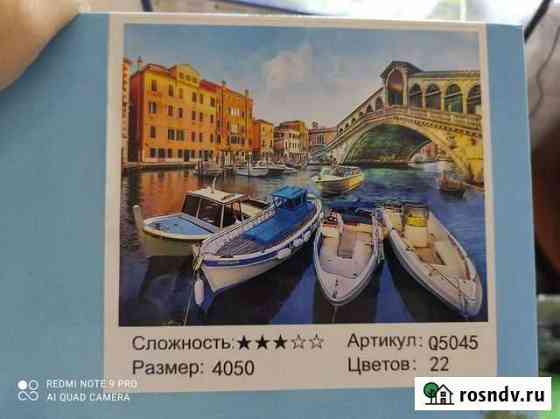 Сложность:★★★☆☆ Артикул: Q5045
Размер: 4050 Цветов: 22
REDMI NOTE 9 PRO
AI QUAD CAMERA
rosndv.ru